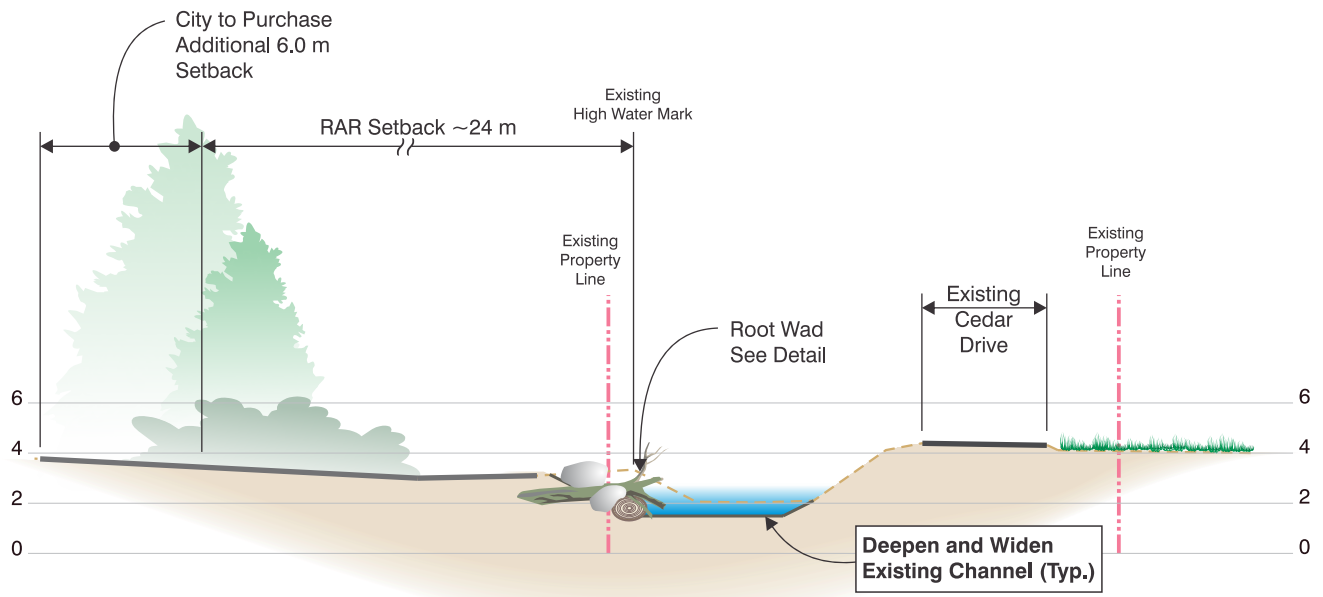 City to Purchase
Additional 6.0 m
Setback
Existing
High Water Mark
RAR Setback ~24 m
Existing
Property
Line
Existing
Property
Line
Existing
Cedar
Drive
Root Wad
See Detail
6
6
4
4
2
2
0
0
Deepen and Widen
Existing Channel (Typ.)